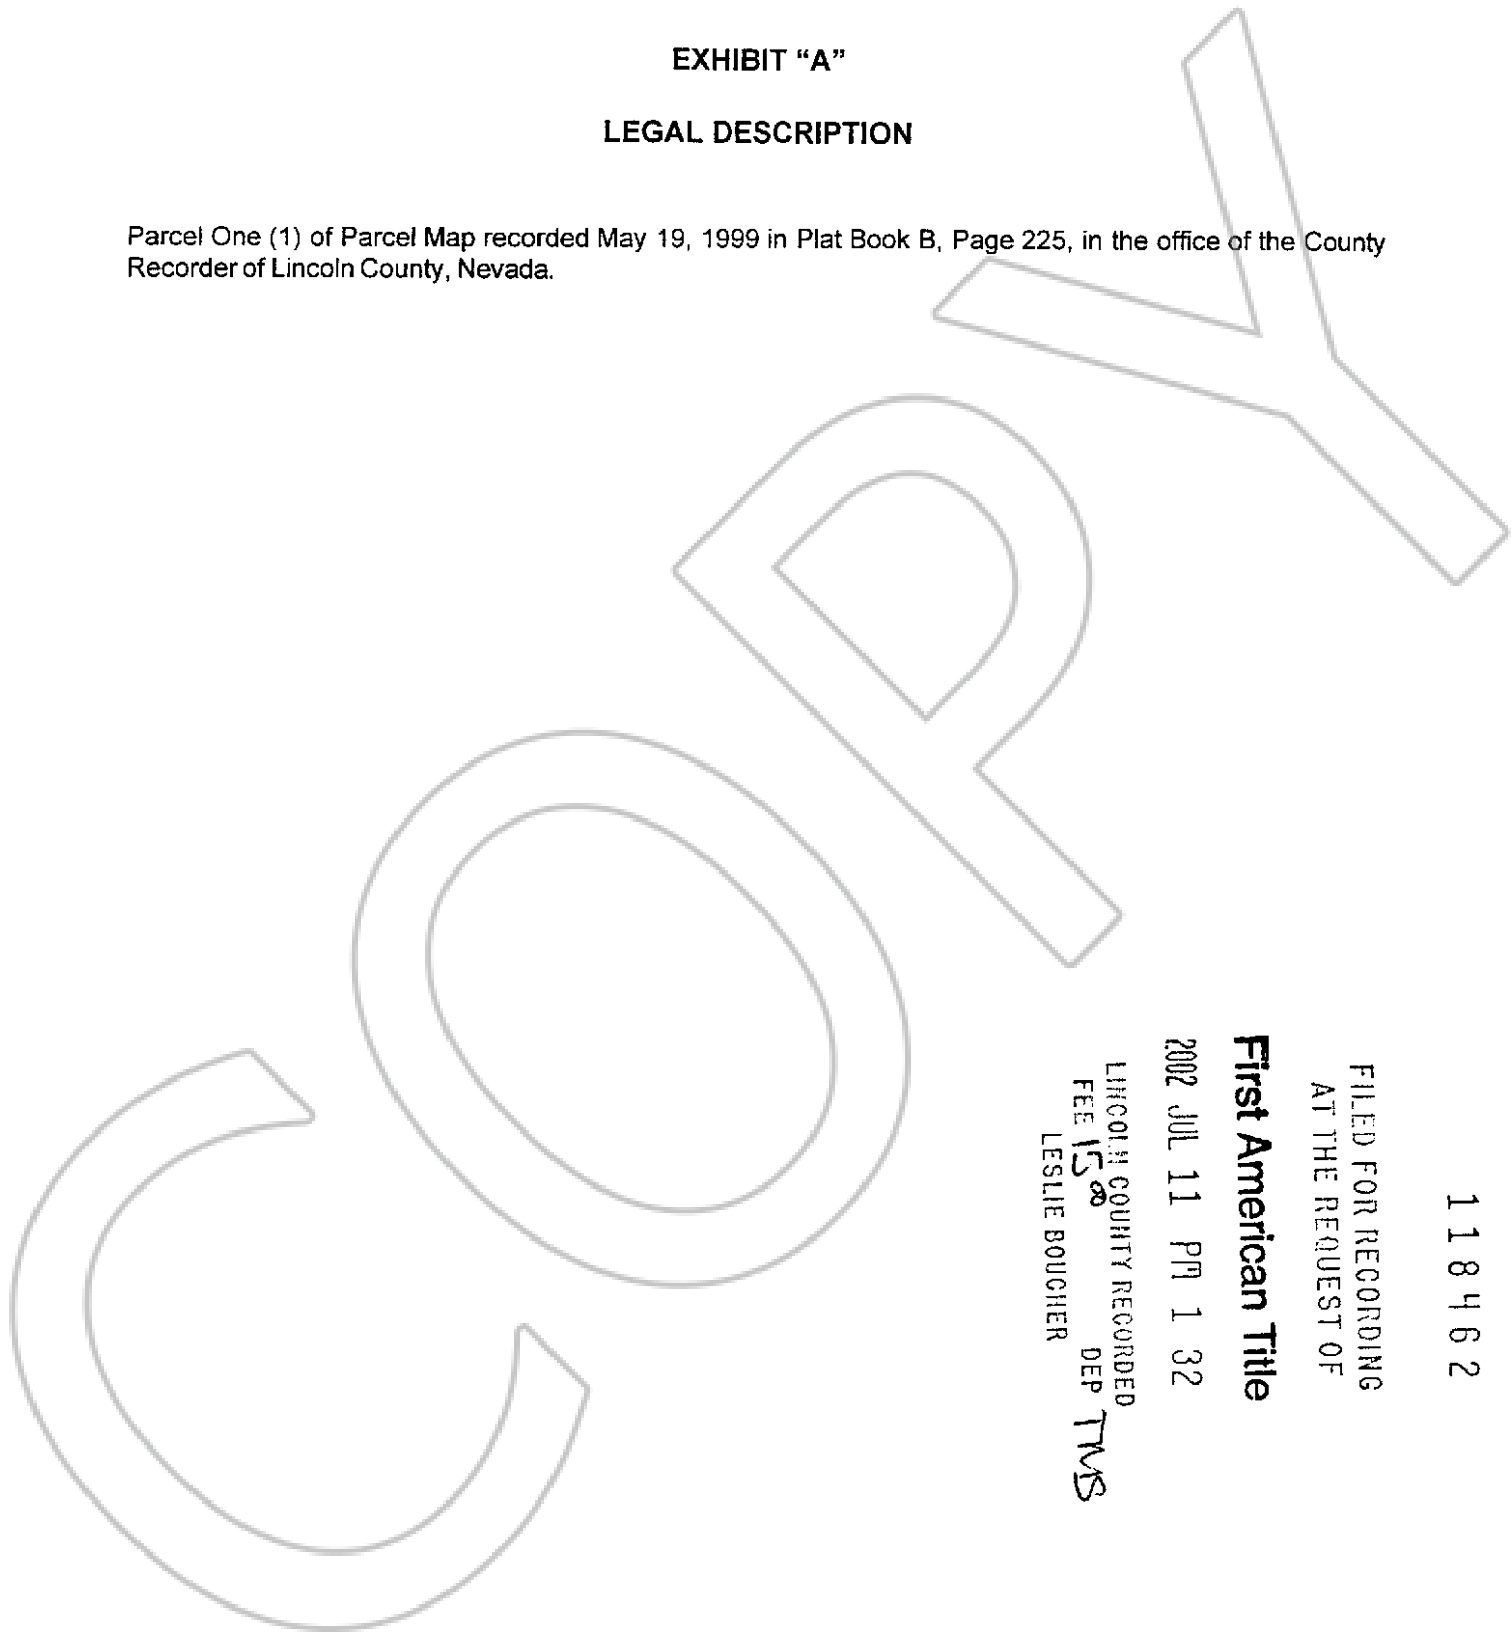 EXHIBIT “A”
LEGAL DESCRIPTION
Parcel One (1) of Parcel Map recorded May 19, 1999 in Plat Book B, Page 225, in the office of the County
Recorder of Lincoln County, Nevada.
COPY
118462
FILED FOR RECORDING
AT THE REQUEST OF
First American Title
2002 JUL 11 PM 1 32
LINCOLN COUNTY RECORDED
FEE 15 00 DEP TMB
LESLIE BOUCHER